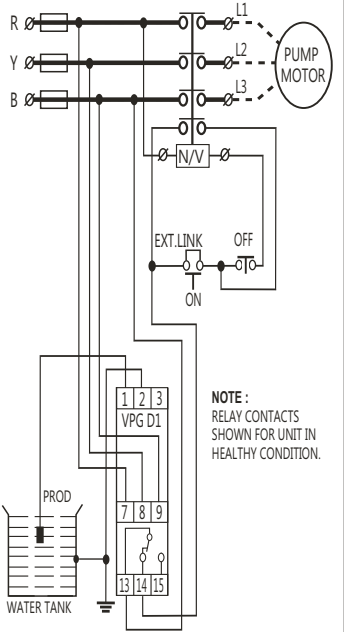 R
Y
B
L1
L2
L3
PUMP
MOTOR
N/V
EXT.LINK
OFF
ON
1 2 3
VPG D1
NOTE :
RELAY CONTACTS
SHOWN FOR UNIT IN
HEALTHY CONDITION.
PROD
7 8 9
13 14 15
WATER TANK